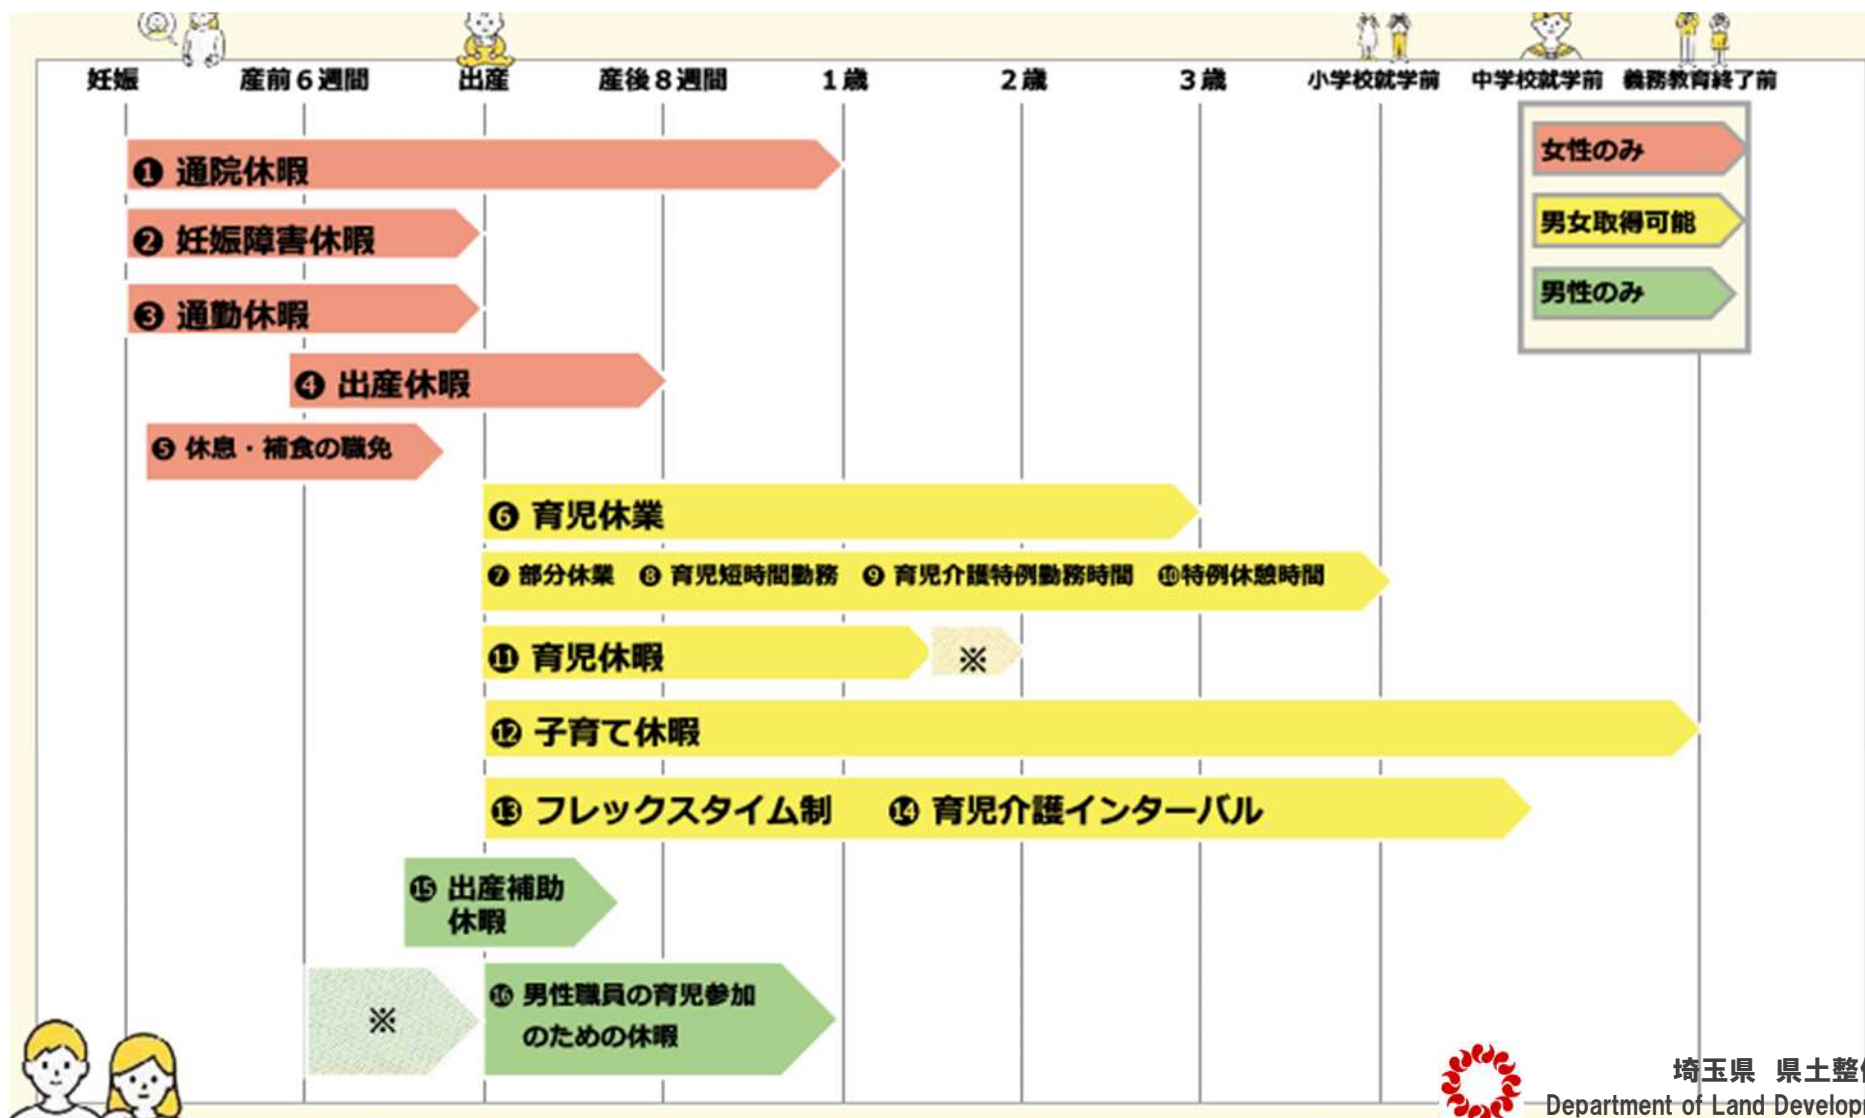 妊娠 産前６週間 出産 産後８週間 １歳 ２歳 ３歳 小学校就学前 中学校就学前 義務教育終了前
女性のみ
男女取得可能
男性のみ
❶ 通院休暇
❷ 妊娠障害休暇
❸ 通勤休暇
❹ 出産休暇
❺ 休息・補食の職免
❻ 育児休業
❼ 部分休業 ❽ 育児短時間勤務 ❾ 育児介護特例勤務時間 ❿特例休憩時間
⓫ 育児休暇 ※
⓬ 子育て休暇
⓭ フレックスタイム制 ⓮ 育児介護インターバル
⓯ 出産補助
休暇
※
⓰ 男性職員の育児参加
のための休暇
埼玉県 県土整
Department of Land